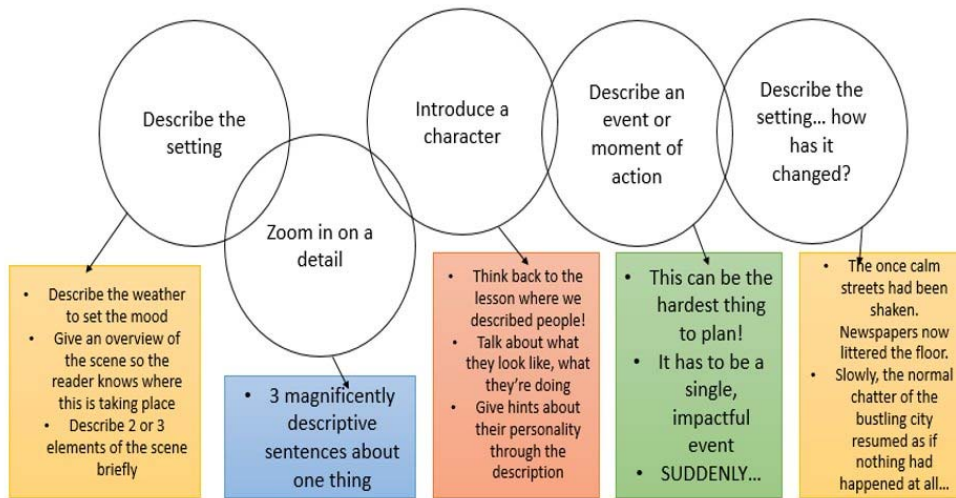 Describe the
setting
Zoom in on a
detail
Introduce a
character
Describe an
event or
moment of
action
Describe the
setting... how
has it
changed?
• Describe the weather
to set the mood
• Give an overview of
the scene so the
reader knows where
this is taking place
• Describe 2 or 3
elements of the scene
briefly
• 3 magnificently
descriptive
sentences about
one thing
• Think back to the
lesson where we
described people!
• Talk about what
they look like, what
they're doing
• Give hints about
their personality
through the
description
• This can be the
hardest thing
to plan!
• It has to be a
single,
impactful
event
• SUDDENLY...
• The once calm
streets had been
shaken.
Newspapers now
littered the floor.
• Slowly, the normal
chatter of the
bustling city
resumed as if
nothing had
happened at all...